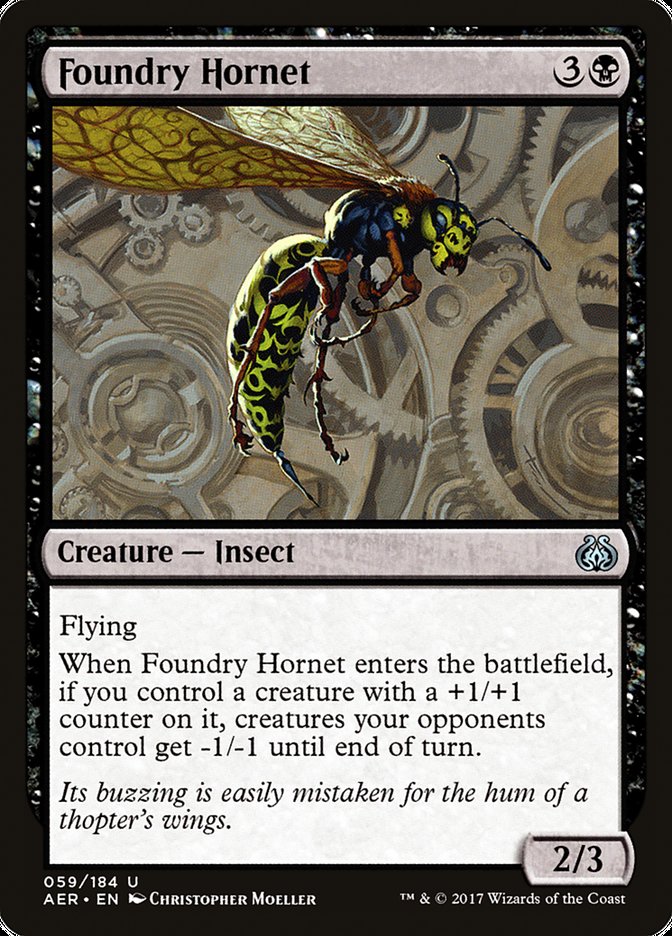 Foundry Hornet 3
Creature — Insect
Flying
When Foundry Hornet enters the battlefield,
if you control a creature with a +1/+1
counter on it, creatures your opponents
control get -1/-1 until end of turn.
Its buzzing is easily mistaken for the hum of a
thopter's wings.
2/3
059/184 U
AER • EN Christopher Moeller
™ & © 2017 Wizards of the Coast